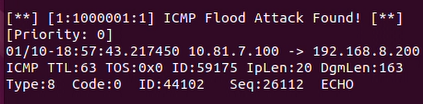 [**] [1:1000001:1] ICMP Flood Attack Found! [**]
[Priority: 0]
01/10-18:57:43.217450 10.81.7.100 -> 192.168.8.200
ICMP TTL:63 TOS:0x0 ID:59175 IpLen:20 DgmLen:163
Type:8  Code:0  ID:44102   Seq:26112  ECHO